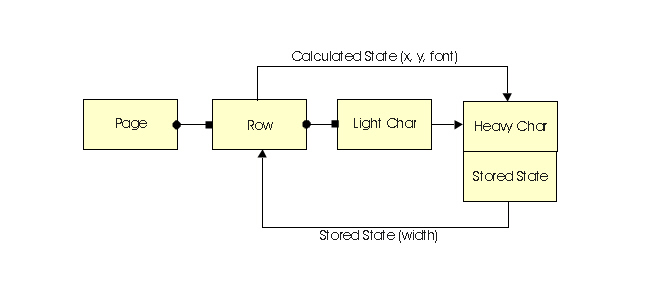 Calculated State (x, y, font)
Page
Row
Light Char
Heavy Char
Stored State
Stored State (width)